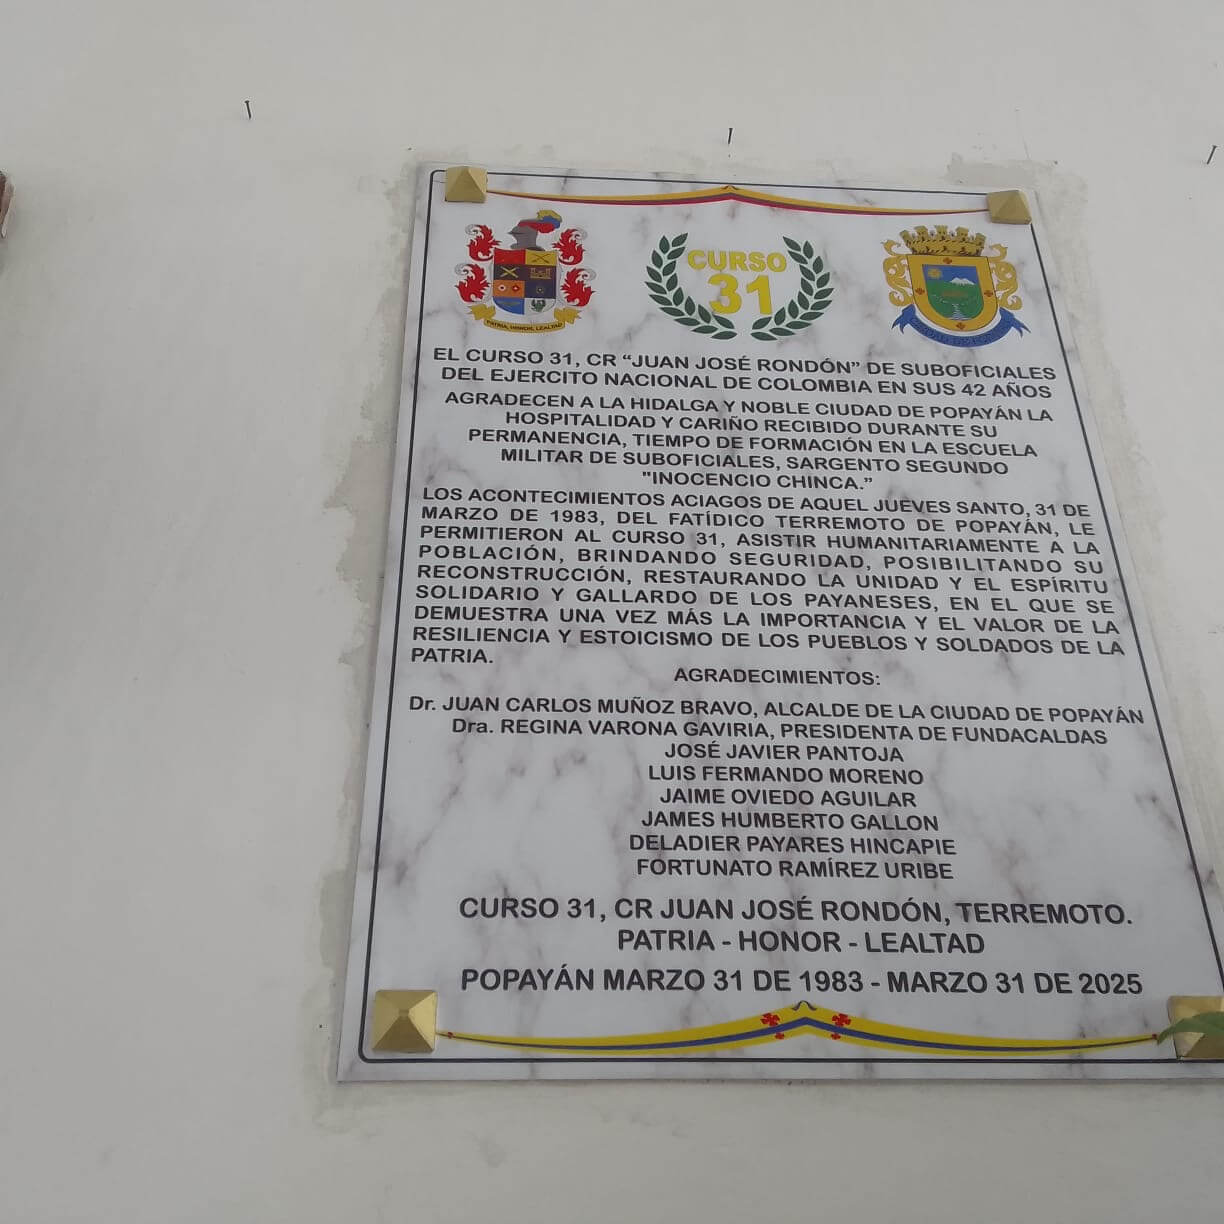 PATRIA, HONOR, LEALTAD
CURSO
31
EL CURSO 31, CR “JUAN JOSÉ RONDÓN” DE SUBOFICIALES
DEL EJERCITO NACIONAL DE COLOMBIA EN SUS 42 AÑOS
AGRADECEN A LA HIDALGA Y NOBLE CIUDAD DE POPAYÁN LA
HOSPITALIDAD Y CARIÑO RECIBIDO DURANTE SU
PERMANENCIA, TIEMPO DE FORMACIÓN EN LA ESCUELA
MILITAR DE SUBOFICIALES, SARGENTO SEGUNDO
"INOCENCIO CHINCA.”
LOS ACONTECIMIENTOS ACIAGOS DE AQUEL JUEVES SANTO, 31 DE
MARZO DE 1983, DEL FATÍDICO TERREMOTO DE POPAYÁN, LE
PERMITIERON AL CURSO 31, ASISTIR HUMANITARIAMENTE A LA
POBLACIÓN, BRINDANDO SEGURIDAD, POSIBILITANDO SU
RECONSTRUCCIÓN, RESTAURANDO LA UNIDAD Y EL ESPÍRITU
SOLIDARIO Y GALLARDO DE LOS PAYANESES, EN EL QUE SE
DEMUESTRA UNA VEZ MÁS LA IMPORTANCIA Y EL VALOR DE LA
RESILIENCIA Y ESTOICISMO DE LOS PUEBLOS Y SOLDADOS DE LA
PATRIA.
AGRADECIMIENTOS:
Dr. JUAN CARLOS MUÑOZ BRAVO, ALCALDE DE LA CIUDAD DE POPAYÁN
Dra. REGINA VARONA GAVIRIA, PRESIDENTA DE FUNDACALDAS
JOSÉ JAVIER PANTOJA
LUIS FERMANDO MORENO
JAIME OVIEDO AGUILAR
JAMES HUMBERTO GALLON
DELADIER PAYARES HINCAPIE
FORTUNATO RAMÍREZ URIBE
CURSO 31, CR JUAN JOSÉ RONDÓN, TERREMOTO.
PATRIA - HONOR - LEALTAD
POPAYÁN MARZO 31 DE 1983 - MARZO 31 DE 2025